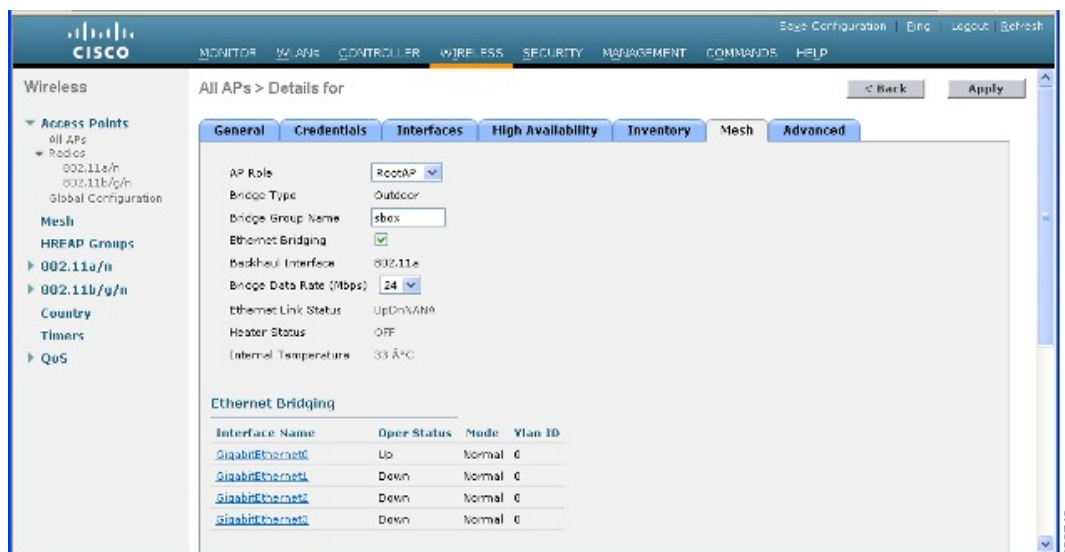 Save Configuration | Ping | Logout | Refresh
CISCO
MONITOR WLANs CONTROLLER WIRELESS SECURITY MANAGEMENT COMMANDS HELP
Wireless
Access Points
All APs
Radios
802.11a/n
802.11b/g/n
Global Configuration
Mesh
HREAP Groups
802.11a/n
802.11b/g/n
Country
Timers
QoS
All APs > Details for
< Back
Apply
General Credentials Interfaces High Availability Inventory Mesh Advanced
AP Role RootAP
Bridge Type Outdoor
Bridge Group Name sbox
Ethernet Bridging
Backhaul Interface 802.11a
Bridge Data Rate (Mbps) 24
Ethernet Link Status UpDnNANA
Heater Status OFF
Internal Temperature 33 Â°C
Ethernet Bridging
Interface Name Oper Status Mode Vlan ID
GigabitEthernet0 Up Normal 0
GigabitEthernet1 Down Normal 0
GigabitEthernet2 Down Normal 0
GigabitEthernet3 Down Normal 0